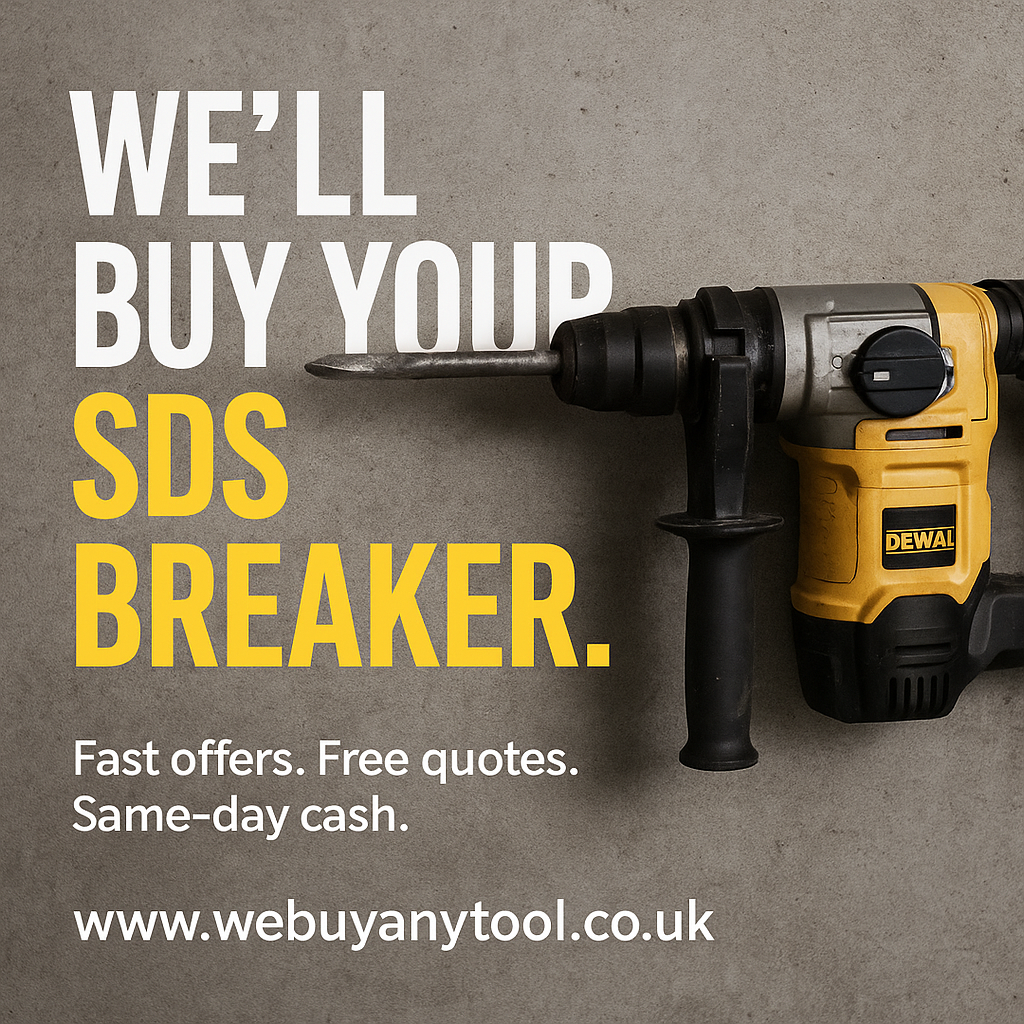 WE'LL
BUY YOUR
SDS
BREAKER.
DEWAL
Fast offers. Free quotes.
Same-day cash.
www.webuyanytool.co.uk